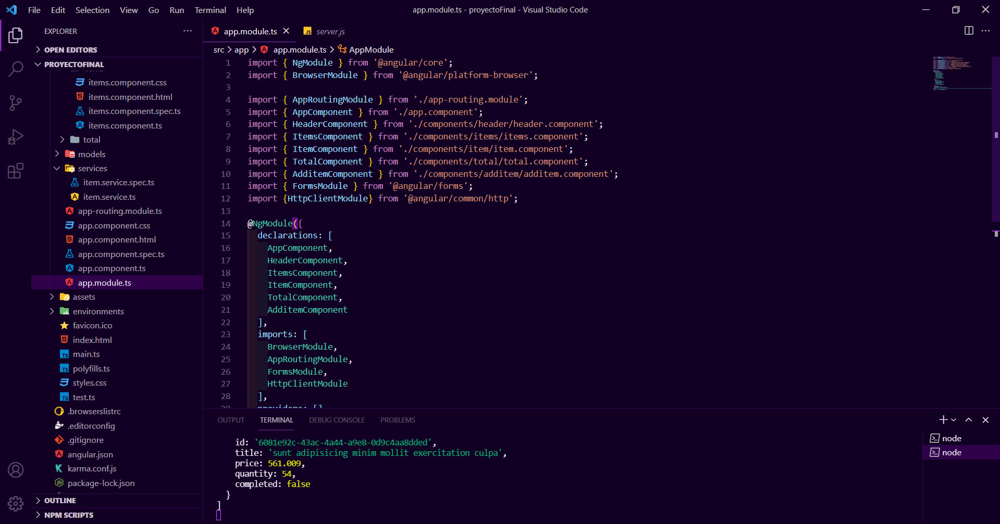 File Edit Selection View Go Run Terminal Help
app.module.ts - proyectoFinal - Visual Studio Code
EXPLORER
OPEN EDITORS
PROYECTOFINAL
items.component.css
items.component.html
items.component.spec.ts
items.component.ts
total
models
services
item.service.spec.ts
item.service.ts
app-routing.module.ts
app.component.css
app.component.html
app.component.spec.ts
app.component.ts
app.module.ts
assets
environments
favicon.ico
index.html
main.ts
polyfills.ts
styles.css
test.ts
.browserslistrc
.editorconfig
.gitignore
angular.json
karma.conf.js
package-lock.json
OUTLINE
NPM SCRIPTS
app.module.ts
JS server.js
src > app > app.module.ts > AppModule
1 import { NgModule } from '@angular/core';
2 import { BrowserModule } from '@angular/platform-browser';
3
4 import { AppRoutingModule } from './app-routing.module';
5 import { AppComponent } from './app.component';
6 import { HeaderComponent } from './components/header/header.component';
7 import { ItemsComponent } from './components/items/items.component';
8 import { ItemComponent } from './components/item/item.component';
9 import { TotalComponent } from './components/total/total.component';
10 import { AdditemComponent } from './components/additem/additem.component';
11 import { FormsModule } from '@angular/forms';
12 import {HttpClientModule} from '@angular/common/http';
13
14 @NgModule({
15 declarations: [
16 AppComponent,
17 HeaderComponent,
18 ItemsComponent,
19 ItemComponent,
20 TotalComponent,
21 AdditemComponent
22 ],
23 imports: [
24 BrowserModule,
25 AppRoutingModule,
26 FormsModule,
27 HttpClientModule
28 ],
29 providers: []
OUTPUT TERMINAL DEBUG CONSOLE PROBLEMS
id: '6081e92c-43ac-4a44-a9e8-0d9c4aa8dded',
title: 'sunt adipisicing minim mollit exercitation culpa',
price: 561.009,
quantity: 54,
completed: false
}
]
node
node